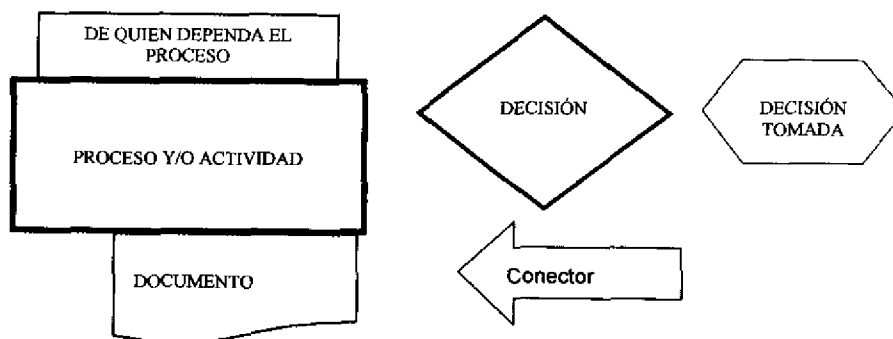 DE QUIEN DEPENDA EL
PROCESO
PROCESO Y/O ACTIVIDAD
DOCUMENTO
DECISIÓN
DECISIÓN
TOMADA
Conector